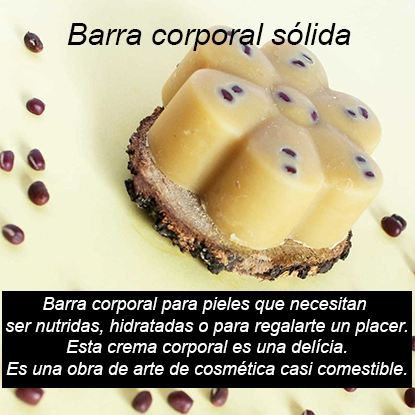 Barra corporal sólida
Barra corporal para pieles que necesitan
ser nutridas, hidratadas o para regalarte un placer.
Esta crema corporal es una delícia.
Es una obra de arte de cosmética casi comestible.